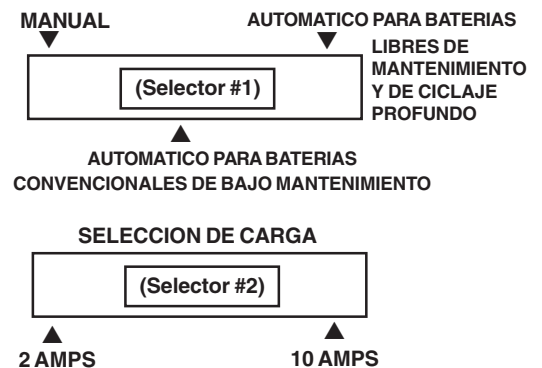 MANUAL
AUTOMATICO PARA BATERIAS
LIBRES DE
MANTENIMIENTO
Y DE CICLAJE
PROFUNDO
(Selector #1)
AUTOMATICO PARA BATERIAS
CONVENCIONALES DE BAJO MANTENIMIENTO
SELECCION DE CARGA
(Selector #2)
2 AMPS
10 AMPS